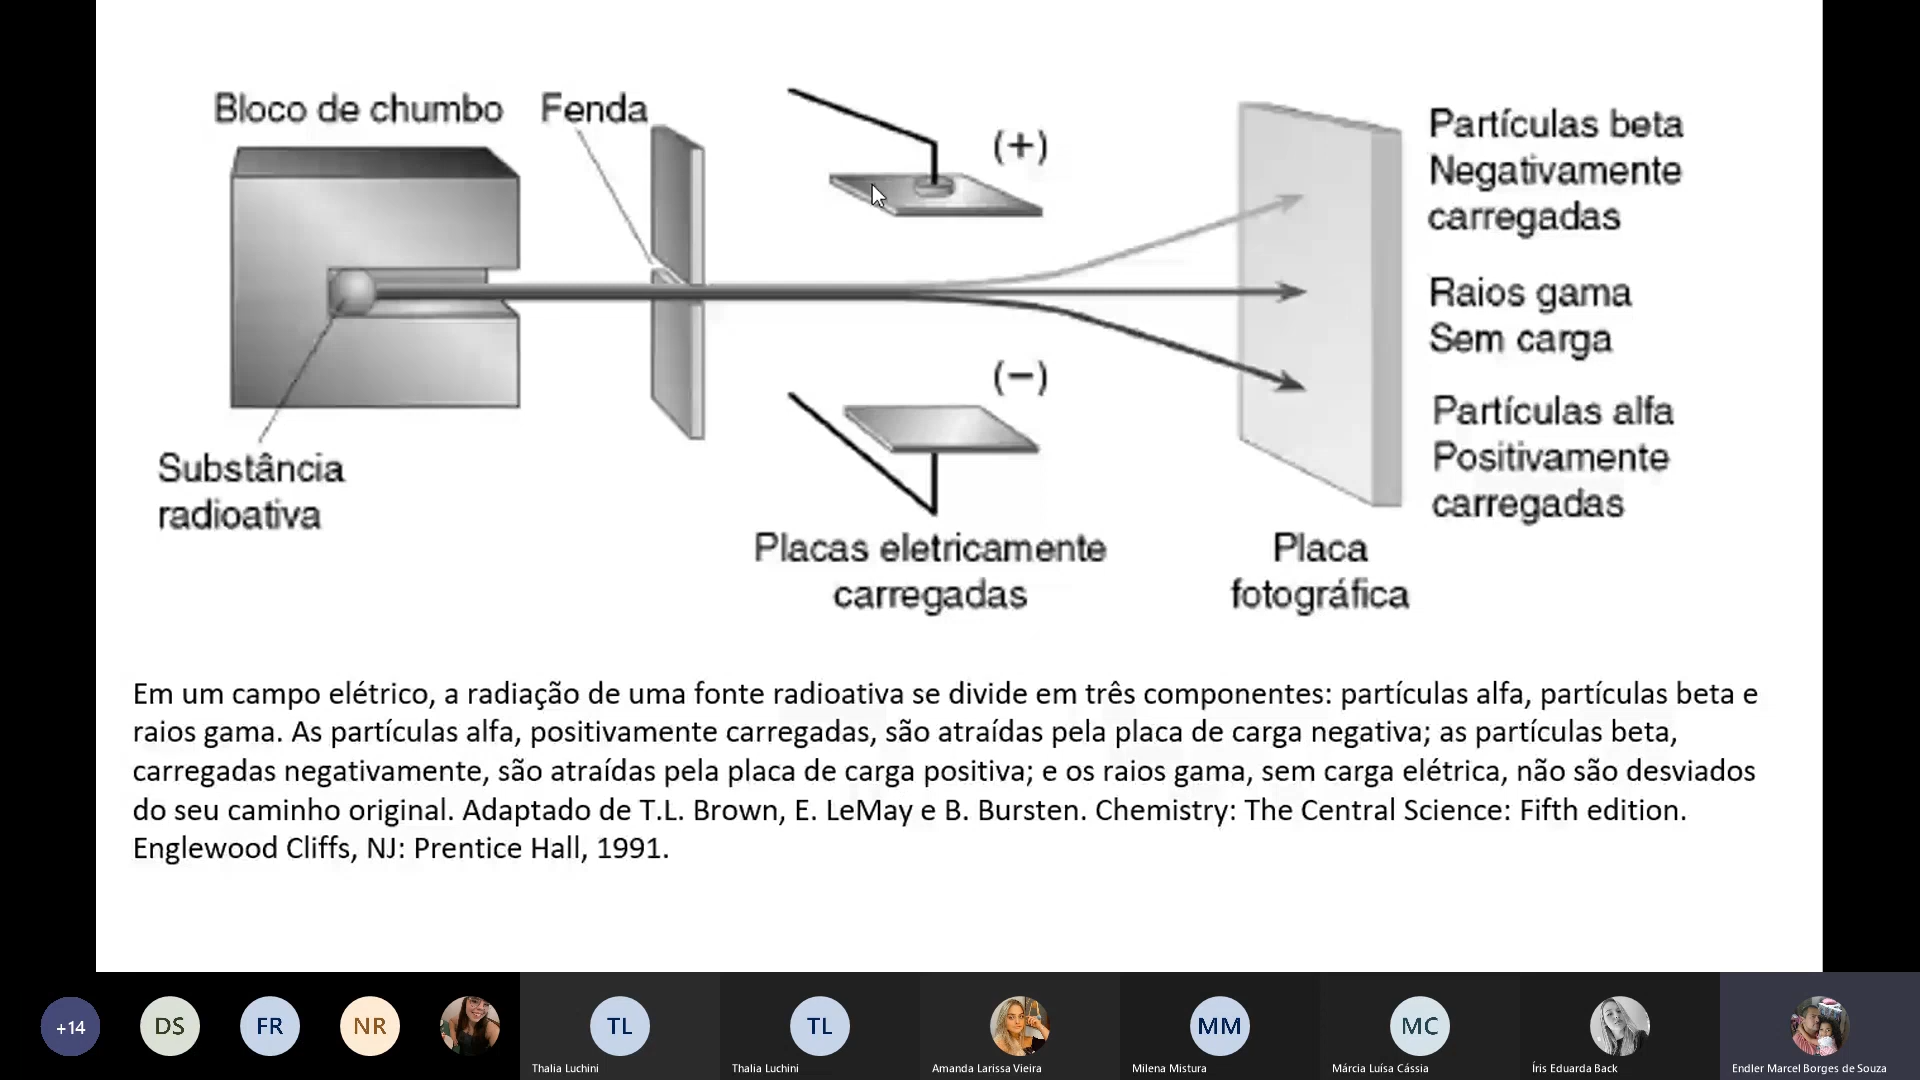 Bloco de chumbo
Fenda
(+)
Partículas beta
Negativamente
carregadas
Raios gama
Sem carga
(−)
Partículas alfa
Positivamente
carregadas
Substância
radioativa
Placas eletricamente
carregadas
Placa
fotográfica
Em um campo elétrico, a radiação de uma fonte radioativa se divide em três componentes: partículas alfa, partículas beta e
raios gama. As partículas alfa, positivamente carregadas, são atraídas pela placa de carga negativa; as partículas beta,
carregadas negativamente, são atraídas pela placa de carga positiva; e os raios gama, sem carga elétrica, não são desviados
do seu caminho original. Adaptado de T.L. Brown, E. LeMay e B. Bursten. Chemistry: The Central Science: Fifth edition.
Englewood Cliffs, NJ: Prentice Hall, 1991.
+14
DS
FR
NR
TL
Thalia Luchini
TL
Thalia Luchini
Amanda Larissa Vieira
MM
Milena Mistura
MC
Márcia Luísa Cássia
Íris Eduarda Back
Endler Marcel Borges de Souza